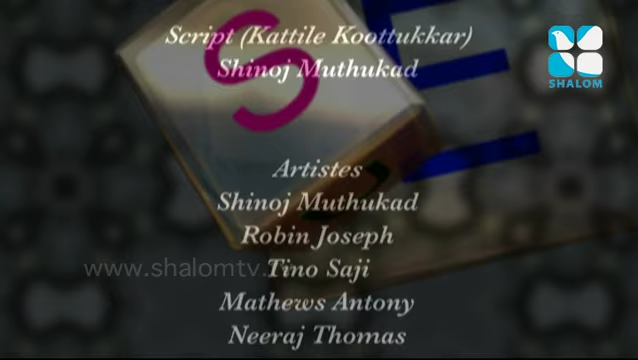 Script (Kattile Koottukkar)
Shinoj Muthukad
SHALOM
Artistes
Shinoj Muthukad
Robin Joseph
www.shalomtv.
Tino Saji
Mathews Antony
Neeraj Thomas
S
E